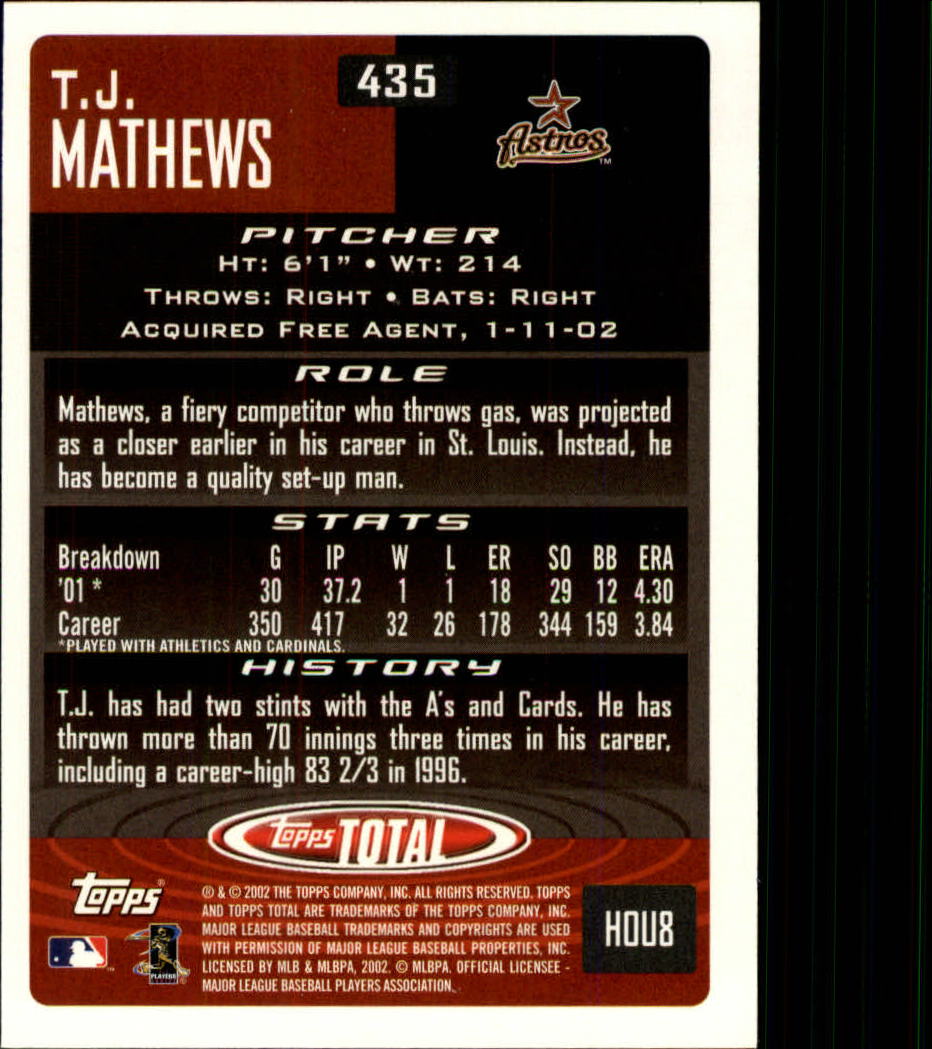 T.J.
MATHEWS
435
Astros™
PITCHER
HT: 6'1" • WT: 214
THROWS: RIGHT • BATS: RIGHT
ACQUIRED FREE AGENT, 1-11-02
ROLE
Mathews, a fiery competitor who throws gas, was projected
as a closer earlier in his career in St. Louis. Instead, he
has become a quality set-up man.
STATS
Breakdown G IP W L ER SO BB ERA
'01 * 30 37.2 1 1 18 29 12 4.30
Career 350 417 32 26 178 344 159 3.84
*PLAYED WITH ATHLETICS AND CARDINALS.
HISTORY
T.J. has had two stints with the A's and Cards. He has
thrown more than 70 innings three times in his career,
including a career-high 83 2/3 in 1996.
Topps TOTAL
Topps®
® & © 2002 THE TOPPS COMPANY, INC. ALL RIGHTS RESERVED. TOPPS
AND TOPPS TOTAL ARE TRADEMARKS OF THE TOPPS COMPANY, INC.
MAJOR LEAGUE BASEBALL TRADEMARKS AND COPYRIGHTS ARE USED
WITH PERMISSION OF MAJOR LEAGUE BASEBALL PROPERTIES, INC.
LICENSED BY MLB & MLBPA, 2002. © MLBPA. OFFICIAL LICENSEE -
MAJOR LEAGUE BASEBALL PLAYERS ASSOCIATION.
PLAYERS
HOU8